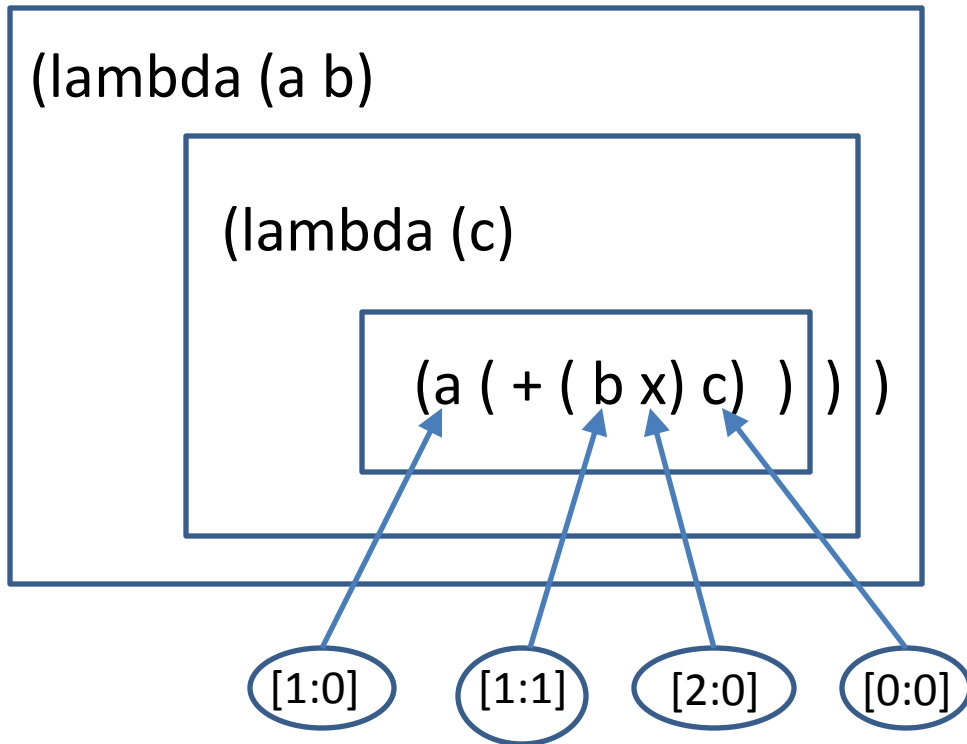 (lambda (a b)
(lambda (c)
(a ( + ( b x) c) ) ) )
[1:0] [1:1] [2:0] [0:0]